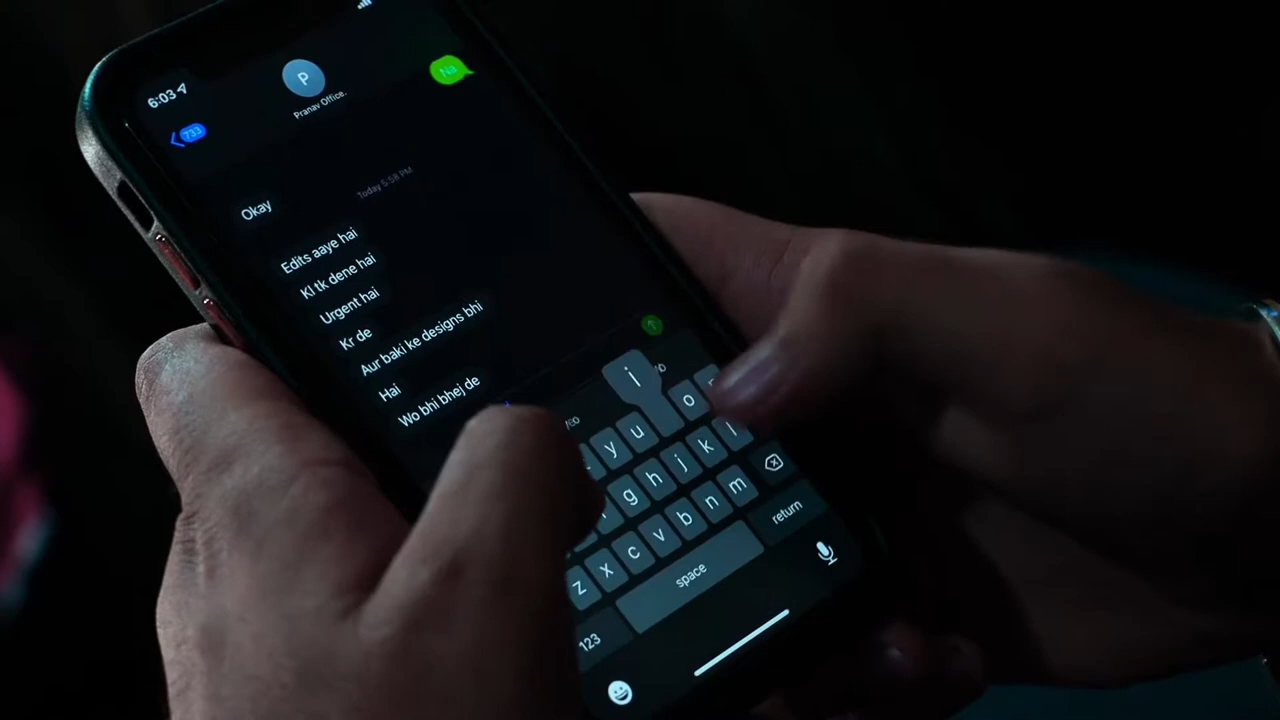 6:03
P
733
Pranav Office.
Na
Today 5:58 PM
Okay
Edits aaye hai
Kl tk dene hai
Urgent hai
Kr de
Aur baki ke designs bhi
Hai
Wo bhi bhej de
i o
y u
g h j k l
z x c v b n m
123 space return